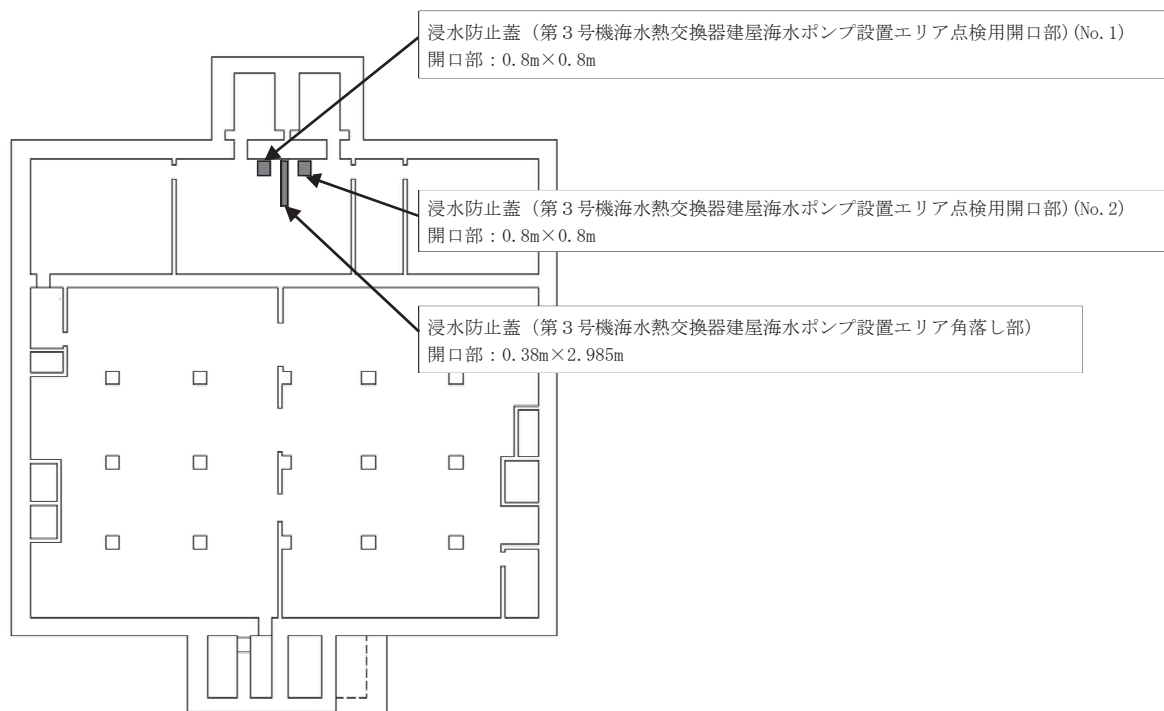 浸水防止蓋（第３号機海水熱交換器建屋海水ポンプ設置エリア点検用開口部）(No.1)
開口部：0.8m×0.8m
浸水防止蓋（第３号機海水熱交換器建屋海水ポンプ設置エリア点検用開口部）(No.2)
開口部：0.8m×0.8m
浸水防止蓋（第３号機海水熱交換器建屋海水ポンプ設置エリア角落し部）
開口部：0.38m×2.985m